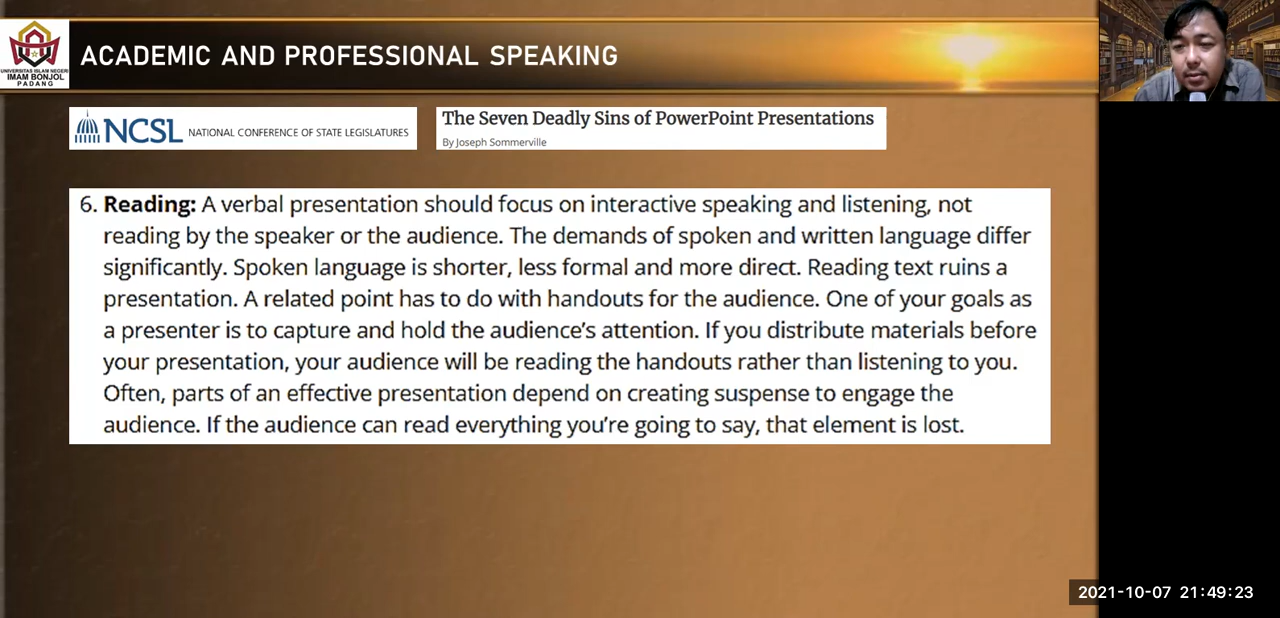 UNIVERSITAS ISLAM NEGERI
IMAM BONJOL
PADANG
ACADEMIC AND PROFESSIONAL SPEAKING
NCSL NATIONAL CONFERENCE OF STATE LEGISLATURES
The Seven Deadly Sins of PowerPoint Presentations
By Joseph Sommerville
6. Reading: A verbal presentation should focus on interactive speaking and listening, not
reading by the speaker or the audience. The demands of spoken and written language differ
significantly. Spoken language is shorter, less formal and more direct. Reading text ruins a
presentation. A related point has to do with handouts for the audience. One of your goals as
a presenter is to capture and hold the audience's attention. If you distribute materials before
your presentation, your audience will be reading the handouts rather than listening to you.
Often, parts of an effective presentation depend on creating suspense to engage the
audience. If the audience can read everything you're going to say, that element is lost.
2021-10-07 21:49:23